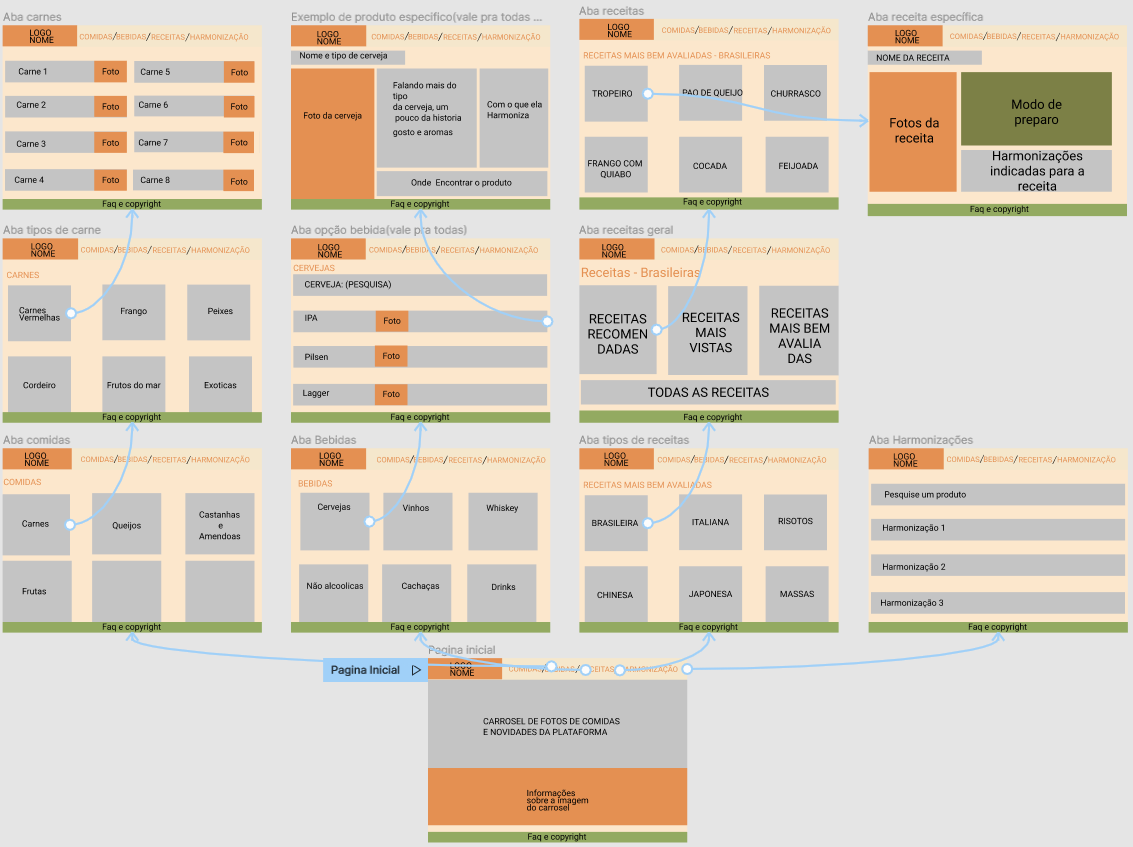 Aba carnes
LOGO
NOME
COMIDAS/BEBIDAS/RECEITAS/HARMONIZAÇÃO
Carne 1
Foto
Carne 5
Foto
Carne 2
Foto
Carne 6
Foto
Carne 3
Foto
Carne 7
Foto
Carne 4
Foto
Carne 8
Foto
Faq e copyright
Exemplo de produto especifico(vale pra todas ...
LOGO
NOME
COMIDAS/BEBIDAS/RECEITAS/HARMONIZAÇÃO
Nome e tipo de cerveja
Foto da cerveja
Falando mais do
tipo
da cerveja, um
pouco da historia
gosto e aromas
Com o que ela
Harmoniza
Onde Encontrar o produto
Faq e copyright
Aba receitas
LOGO
NOME
COMIDAS/BEBIDAS/RECEITAS/HARMONIZAÇÃO
RECEITAS MAIS BEM AVALIADAS - BRASILEIRAS
TROPEIRO
PAO DE QUEIJO
CHURRASCO
FRANGO COM
QUIABO
COCADA
FEIJOADA
Faq e copyright
Aba receita específica
LOGO
NOME
COMIDAS/BEBIDAS/RECEITAS/HARMONIZAÇÃO
NOME DA RECEITA
Fotos da
receita
Modo de
preparo
Harmonizações
indicadas para a
receita
Faq e copyright
Aba tipos de carne
LOGO
NOME
COMIDAS/BEBIDAS/RECEITAS/HARMONIZAÇÃO
CARNES
Carnes
Vermelhas
Frango
Peixes
Cordeiro
Frutos do mar
Exoticas
Faq e copyright
Aba opção bebida(vale pra todas)
LOGO
NOME
COMIDAS/BEBIDAS/RECEITAS/HARMONIZAÇÃO
CERVEJAS
CERVEJA: (PESQUISA)
IPA
Foto
Pilsen
Foto
Lagger
Foto
Faq e copyright
Aba receitas geral
LOGO
NOME
COMIDAS/BEBIDAS/RECEITAS/HARMONIZAÇÃO
Receitas - Brasileiras
RECEITAS
RECOMEN
DADAS
RECEITAS
MAIS
VISTAS
RECEITAS
MAIS BEM
AVALIA
DAS
TODAS AS RECEITAS
Faq e copyright
Aba comidas
LOGO
NOME
COMIDAS/BEBIDAS/RECEITAS/HARMONIZAÇÃO
COMIDAS
Carnes
Queijos
Castanhas
e
Amendoas
Frutas
Faq e copyright
Aba Bebidas
LOGO
NOME
COMIDAS/BEBIDAS/RECEITAS/HARMONIZAÇÃO
BEBIDAS
Cervejas
Vinhos
Whiskey
Não alcoolicas
Cachaças
Drinks
Faq e copyright
Aba tipos de receitas
LOGO
NOME
COMIDAS/BEBIDAS/RECEITAS/HARMONIZAÇÃO
RECEITAS MAIS BEM AVALIADAS
BRASILEIRA
ITALIANA
RISOTOS
CHINESA
JAPONESA
MASSAS
Faq e copyright
Aba Harmonizações
LOGO
NOME
COMIDAS/BEBIDAS/RECEITAS/HARMONIZAÇÃO
Pesquise um produto
Harmonização 1
Harmonização 2
Harmonização 3
Faq e copyright
Pagina inicial
Pagina Inicial
LOGO
NOME
COMIDAS/BEBIDAS/RECEITAS/HARMONIZAÇÃO
CARROSEL DE FOTOS DE COMIDAS
E NOVIDADES DA PLATAFORMA
Informações
sobre a imagem
do carrosel
Faq e copyright